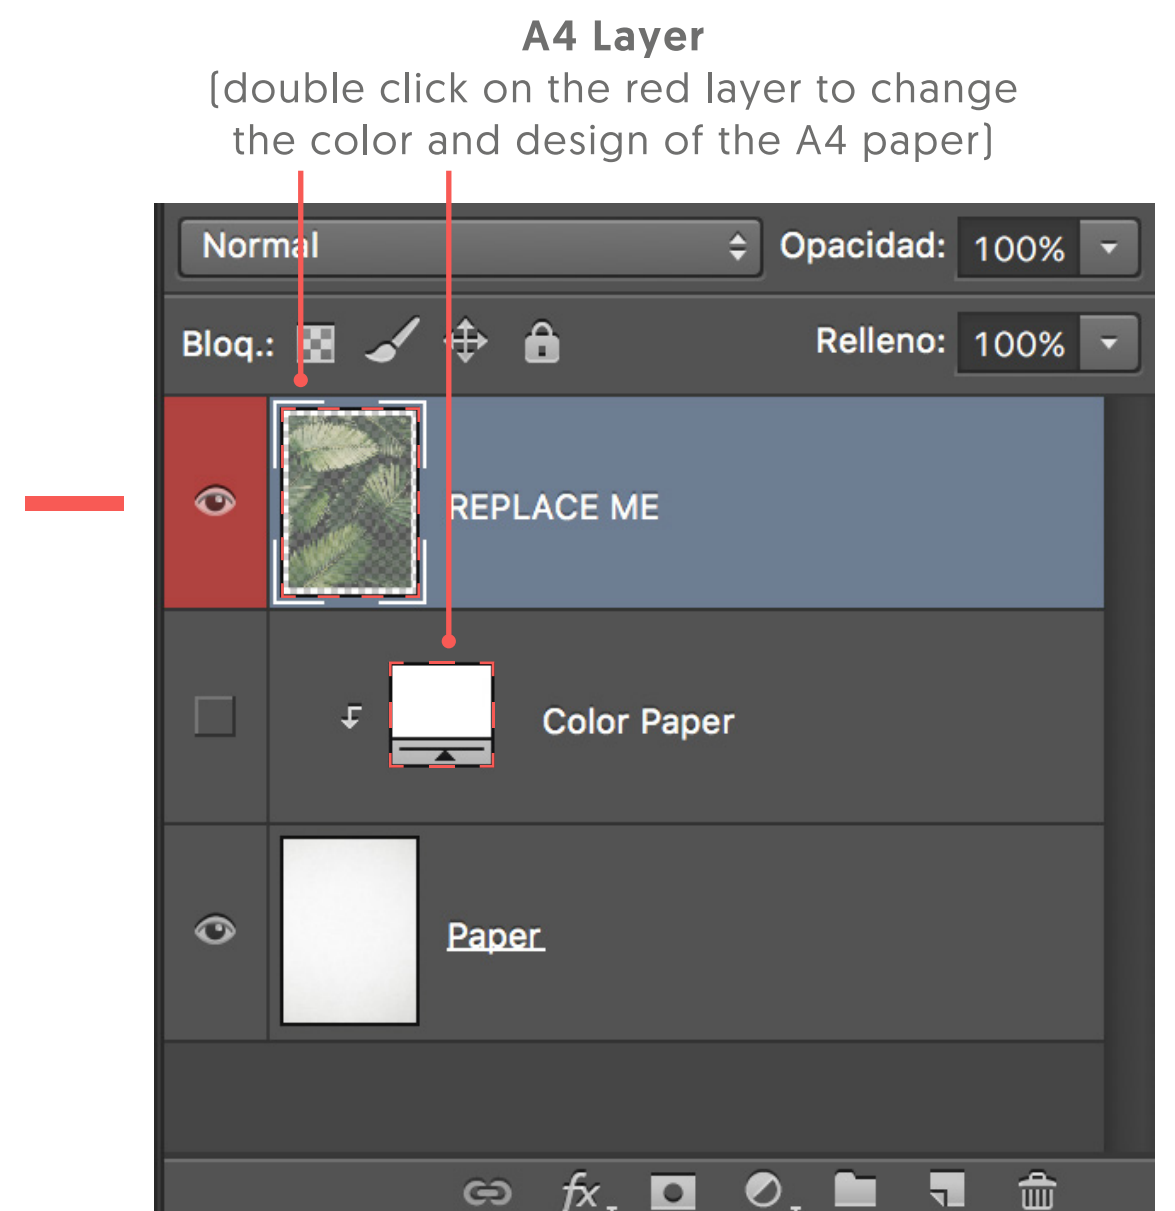 A4 Layer
(double click on the red layer to change
the color and design of the A4 paper)
Normal
Opacidad: 100%
Bloq.:
Relleno: 100%
REPLACE ME
Color Paper
Paper
fx